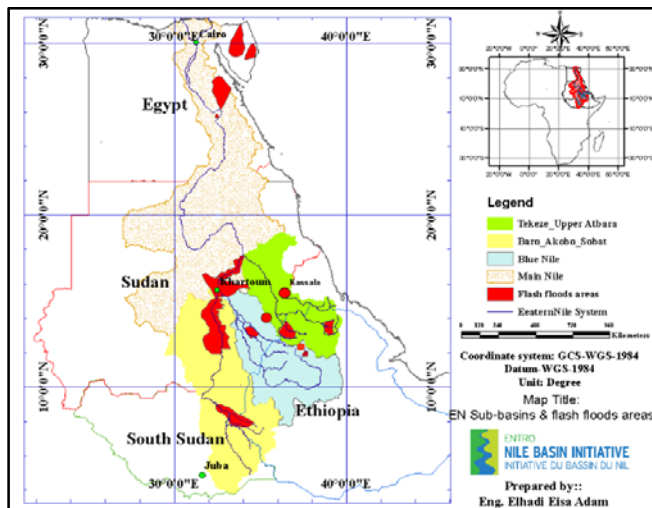 30°0'0"E
40°0'0"E
Cairo
30°0'0"N
30°0'0"N
Egypt
20°0'0"N
20°0'0"N
Sudan
Khartoum
Kassala
10°0'0"N
10°0'0"N
Ethiopia
South Sudan
Juba
30°0'0"E
40°0'0"E
Legend
Tekeze_Upper Atbara
Baro_Akobo_Sobat
Blue Nile
Main Nile
Flash floods areas
EeaternNile System
Kilometers
Coordinate system: GCS-WGS-1984
Datum-WGS-1984
Unit: Degree
Map Title:
EN Sub-basins & flash floods areas
ENTRO
NILE BASIN INITIATIVE
INITIATIVE DU BASSIN DU NIL
Prepared by::
Eng. Elhadi Eisa Adam